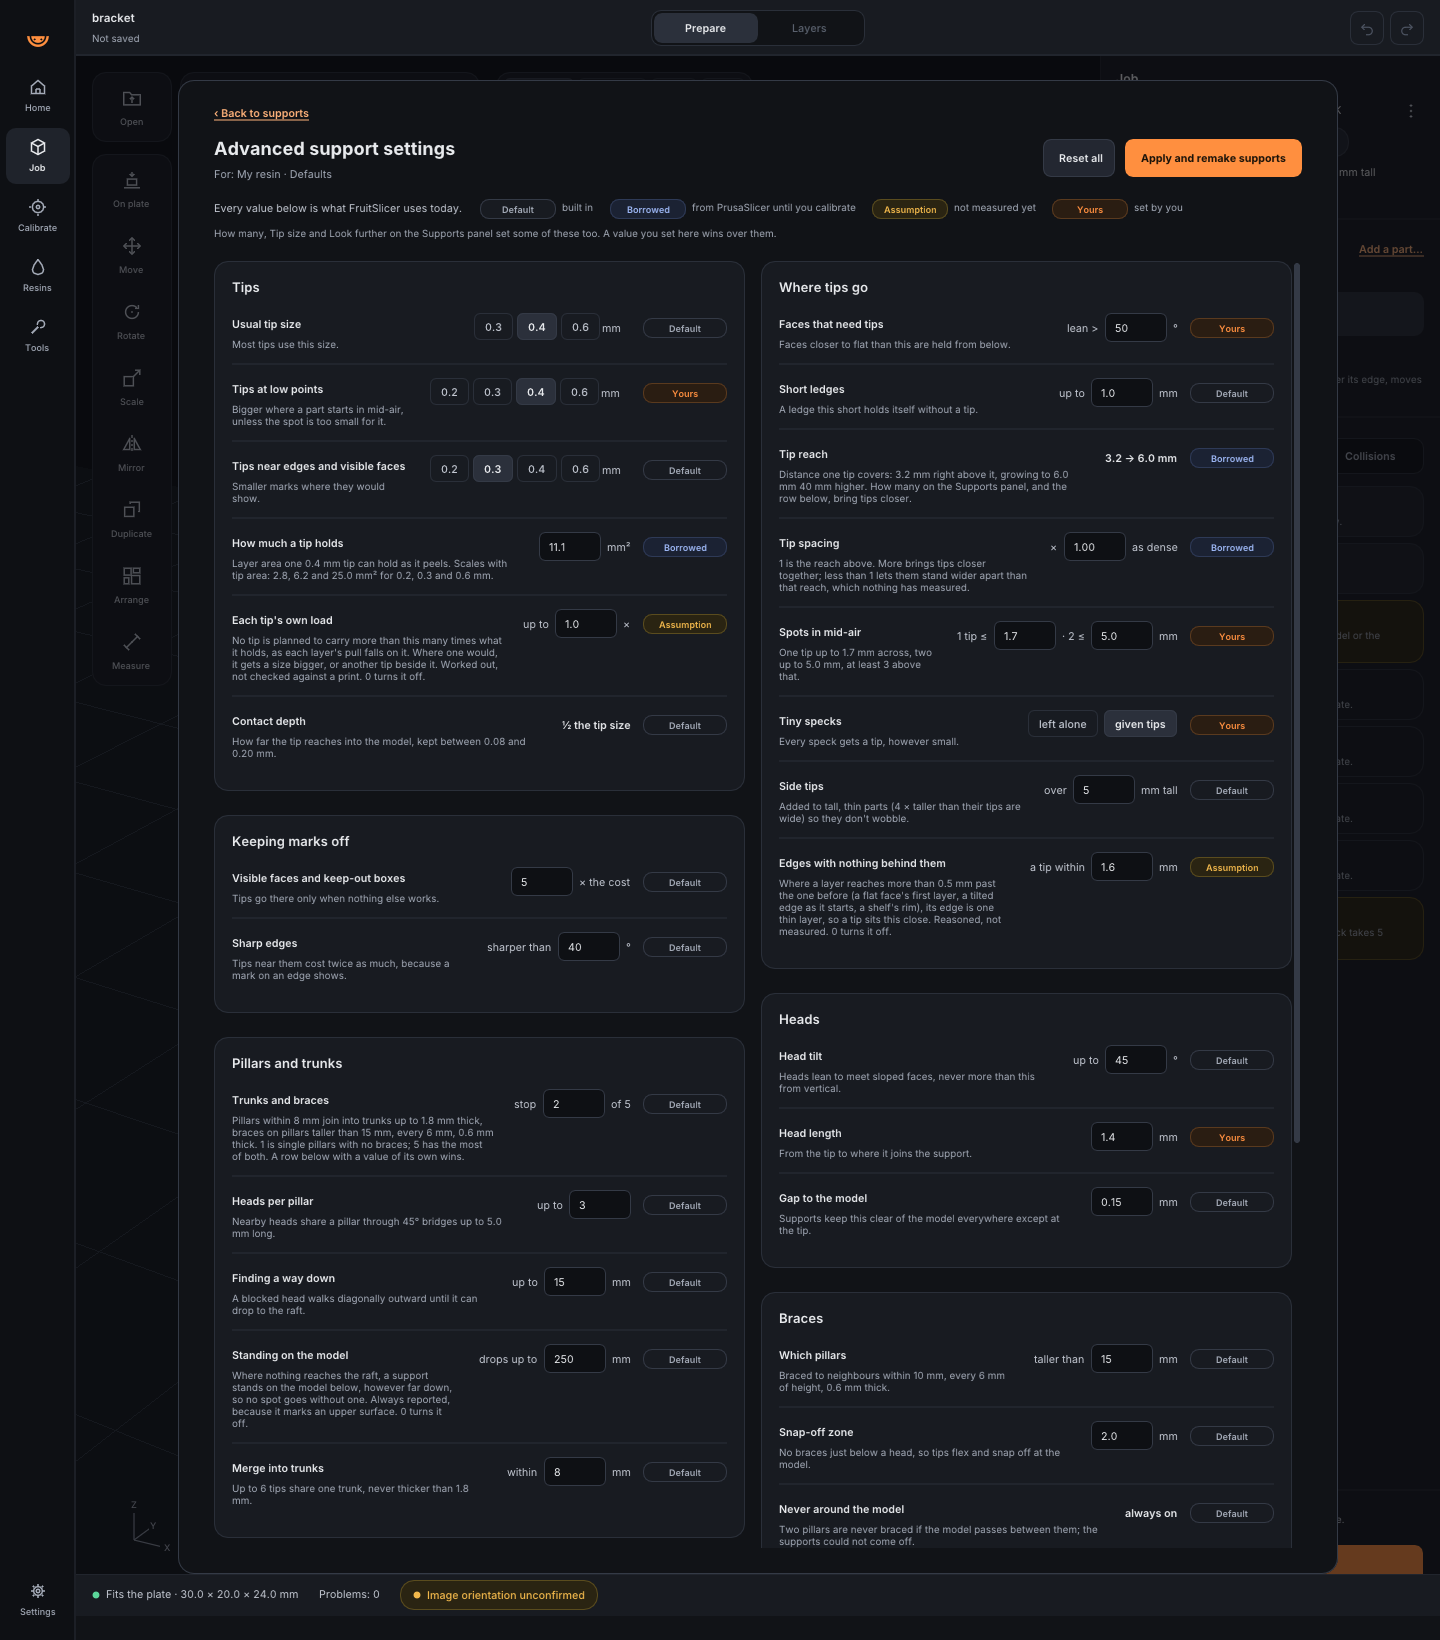 bracket
Not saved
Prepare
Layers
Home
Job
Calibrate
Resins
Tools
Settings
Open
On plate
Move
Rotate
Scale
Mirror
Duplicate
Arrange
Measure
Job
mm tall
Add a part...
er its edge, moves
Collisions
del or the
ate.
ate.
ate.
ate.
ck takes 5
‹ Back to supports
Advanced support settings
For: My resin · Defaults
Reset all
Apply and remake supports
Every value below is what FruitSlicer uses today.
Default
built in
Borrowed
from PrusaSlicer until you calibrate
Assumption
not measured yet
Yours
set by you
How many, Tip size and Look further on the Supports panel set some of these too. A value you set here wins over them.
Tips
Usual tip size
0.3
0.4
0.6
mm
Default
Most tips use this size.
Tips at low points
0.2
0.3
0.4
0.6
mm
Yours
Bigger where a part starts in mid-air,
unless the spot is too small for it.
Tips near edges and visible faces
0.2
0.3
0.4
0.6
mm
Default
Smaller marks where they would
show.
How much a tip holds
11.1
mm²
Borrowed
Layer area one 0.4 mm tip can hold as it peels. Scales with
tip area: 2.8, 6.2 and 25.0 mm² for 0.2, 0.3 and 0.6 mm.
Each tip's own load
up to
1.0
×
Assumption
No tip is planned to carry more than this many times what
it holds, as each layer's pull falls on it. Where one would,
it gets a size bigger, or another tip beside it. Worked out,
not checked against a print. 0 turns it off.
Contact depth
½ the tip size
Default
How far the tip reaches into the model, kept between 0.08 and
0.20 mm.
Keeping marks off
Visible faces and keep-out boxes
5
× the cost
Default
Tips go there only when nothing else works.
Sharp edges
sharper than
40
°
Default
Tips near them cost twice as much, because a
mark on an edge shows.
Pillars and trunks
Trunks and braces
stop
2
of 5
Default
Pillars within 8 mm join into trunks up to 1.8 mm thick,
braces on pillars taller than 15 mm, every 6 mm, 0.6 mm
thick. 1 is single pillars with no braces; 5 has the most
of both. A row below with a value of its own wins.
Heads per pillar
up to
3
Default
Nearby heads share a pillar through 45° bridges up to 5.0
mm long.
Finding a way down
up to
15
mm
Default
A blocked head walks diagonally outward until it can
drop to the raft.
Standing on the model
drops up to
250
mm
Default
Where nothing reaches the raft, a support
stands on the model below, however far down,
so no spot goes without one. Always reported,
because it marks an upper surface. 0 turns it
off.
Merge into trunks
within
8
mm
Default
Up to 6 tips share one trunk, never thicker than 1.8
mm.
Where tips go
Faces that need tips
lean >
50
°
Yours
Faces closer to flat than this are held from below.
Short ledges
up to
1.0
mm
Default
A ledge this short holds itself without a tip.
Tip reach
3.2 → 6.0 mm
Borrowed
Distance one tip covers: 3.2 mm right above it, growing to 6.0
mm 40 mm higher. How many on the Supports panel, and the
row below, bring tips closer.
Tip spacing
×
1.00
as dense
Borrowed
1 is the reach above. More brings tips closer
together; less than 1 lets them stand wider apart than
that reach, which nothing has measured.
Spots in mid-air
1 tip ≤
1.7
· 2 ≤
5.0
mm
Yours
One tip up to 1.7 mm across, two
up to 5.0 mm, at least 3 above
that.
Tiny specks
left alone
given tips
Yours
Every speck gets a tip, however small.
Side tips
over
5
mm tall
Default
Added to tall, thin parts (4 × taller than their tips are
wide) so they don't wobble.
Edges with nothing behind them
a tip within
1.6
mm
Assumption
Where a layer reaches more than 0.5 mm past
the one before (a flat face's first layer, a tilted
edge as it starts, a shelf's rim), its edge is one
thin layer, so a tip sits this close. Reasoned, not
measured. 0 turns it off.
Heads
Head tilt
up to
45
°
Default
Heads lean to meet sloped faces, never more than this
from vertical.
Head length
1.4
mm
Yours
From the tip to where it joins the support.
Gap to the model
0.15
mm
Default
Supports keep this clear of the model everywhere except at
the tip.
Braces
Which pillars
taller than
15
mm
Default
Braced to neighbours within 10 mm, every 6 mm
of height, 0.6 mm thick.
Snap-off zone
2.0
mm
Default
No braces just below a head, so tips flex and snap off at the
model.
Never around the model
always on
Default
Two pillars are never braced if the model passes between them; the
supports could not come off.
Z
Y
X
Fits the plate · 30.0 × 20.0 × 24.0 mm
Problems: 0
Image orientation unconfirmed